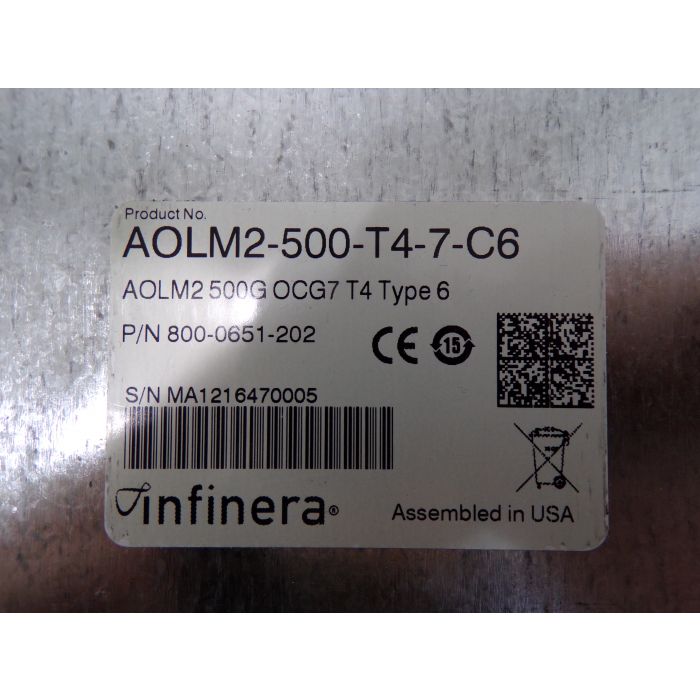 Product No.
AOLM2-500-T4-7-C6
AOLM2 500G OCG7 T4 Type 6
P/N 800-0651-202
CE 15
S/N MA1216470005
infinera®
Assembled in USA